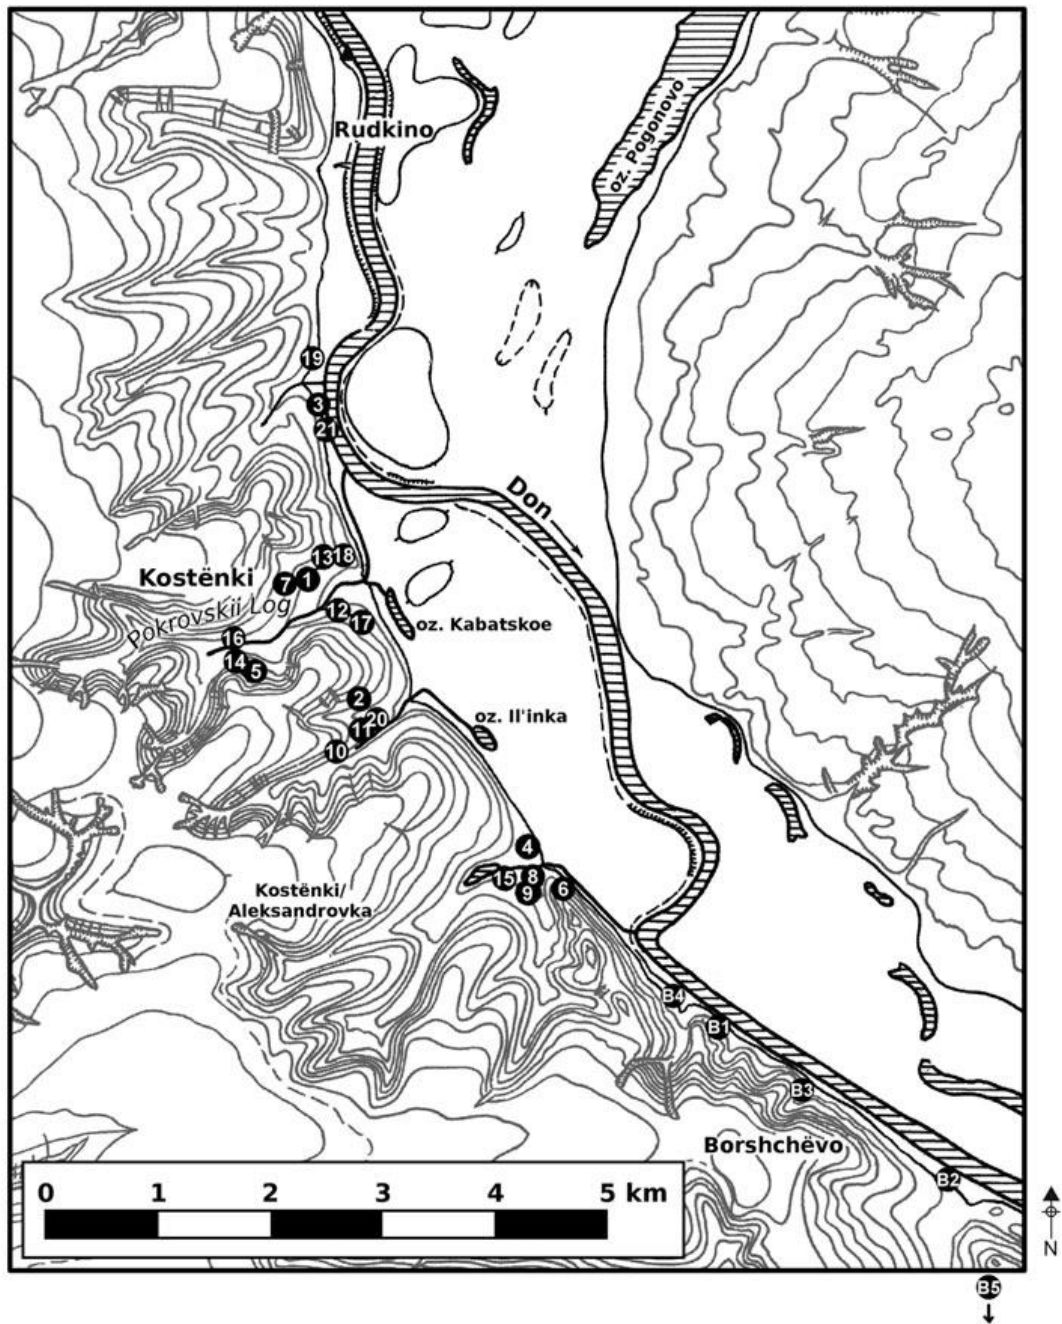 Rudkino
oz. Pogonovo
19
3
21
Don
13
18
7
1
Kostënki
Pokrovskii Log
12
17
oz. Kabatskoe
16
14
5
2
20
11
10
oz. Il'inka
4
15
8
9
6
Kostënki/
Aleksandrovka
B4
B1
B3
Borshchëvo
B2
0 1 2 3 4 5 km
N
B5